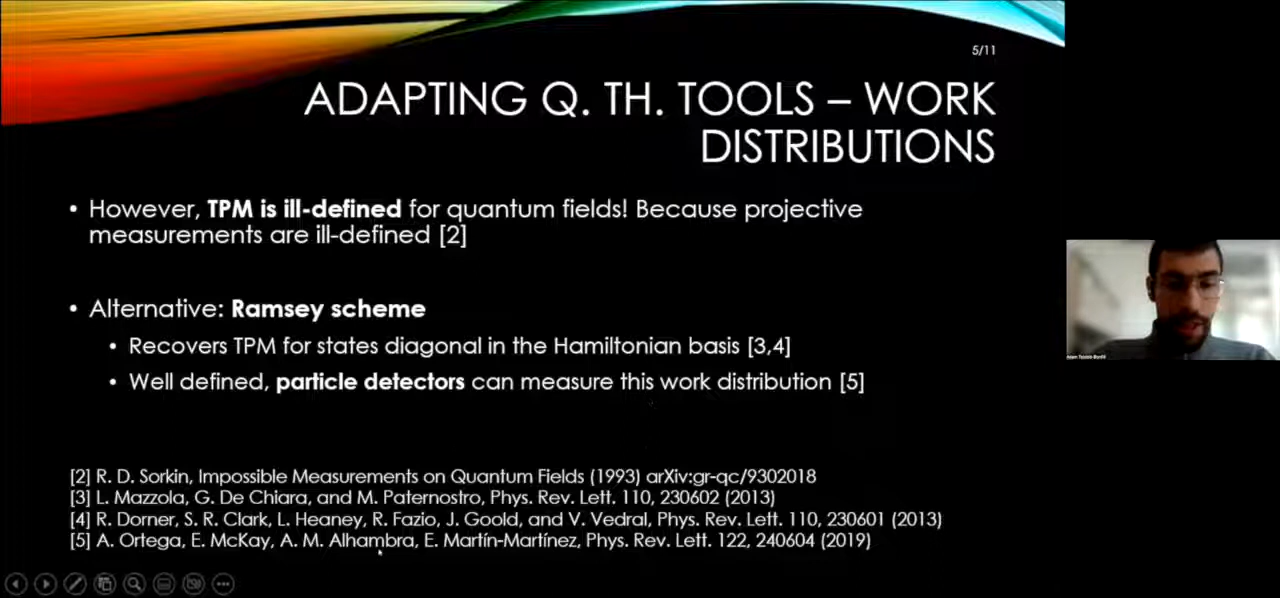 5/11
ADAPTING Q. TH. TOOLS – WORK
DISTRIBUTIONS
• However, TPM is ill-defined for quantum fields! Because projective
measurements are ill-defined [2]
• Alternative: Ramsey scheme
• Recovers TPM for states diagonal in the Hamiltonian basis [3,4]
• Well defined, particle detectors can measure this work distribution [5]
[2] R. D. Sorkin, Impossible Measurements on Quantum Fields (1993) arXiv:gr-qc/9302018
[3] L. Mazzola, G. De Chiara, and M. Paternostro, Phys. Rev. Lett. 110, 230602 (2013)
[4] R. Dorner, S. R. Clark, L. Heaney, R. Fazio, J. Goold, and V. Vedral, Phys. Rev. Lett. 110, 230601 (2013)
[5] A. Ortega, E. McKay, A. M. Alhambra, E. Martín-Martínez, Phys. Rev. Lett. 122, 240604 (2019)